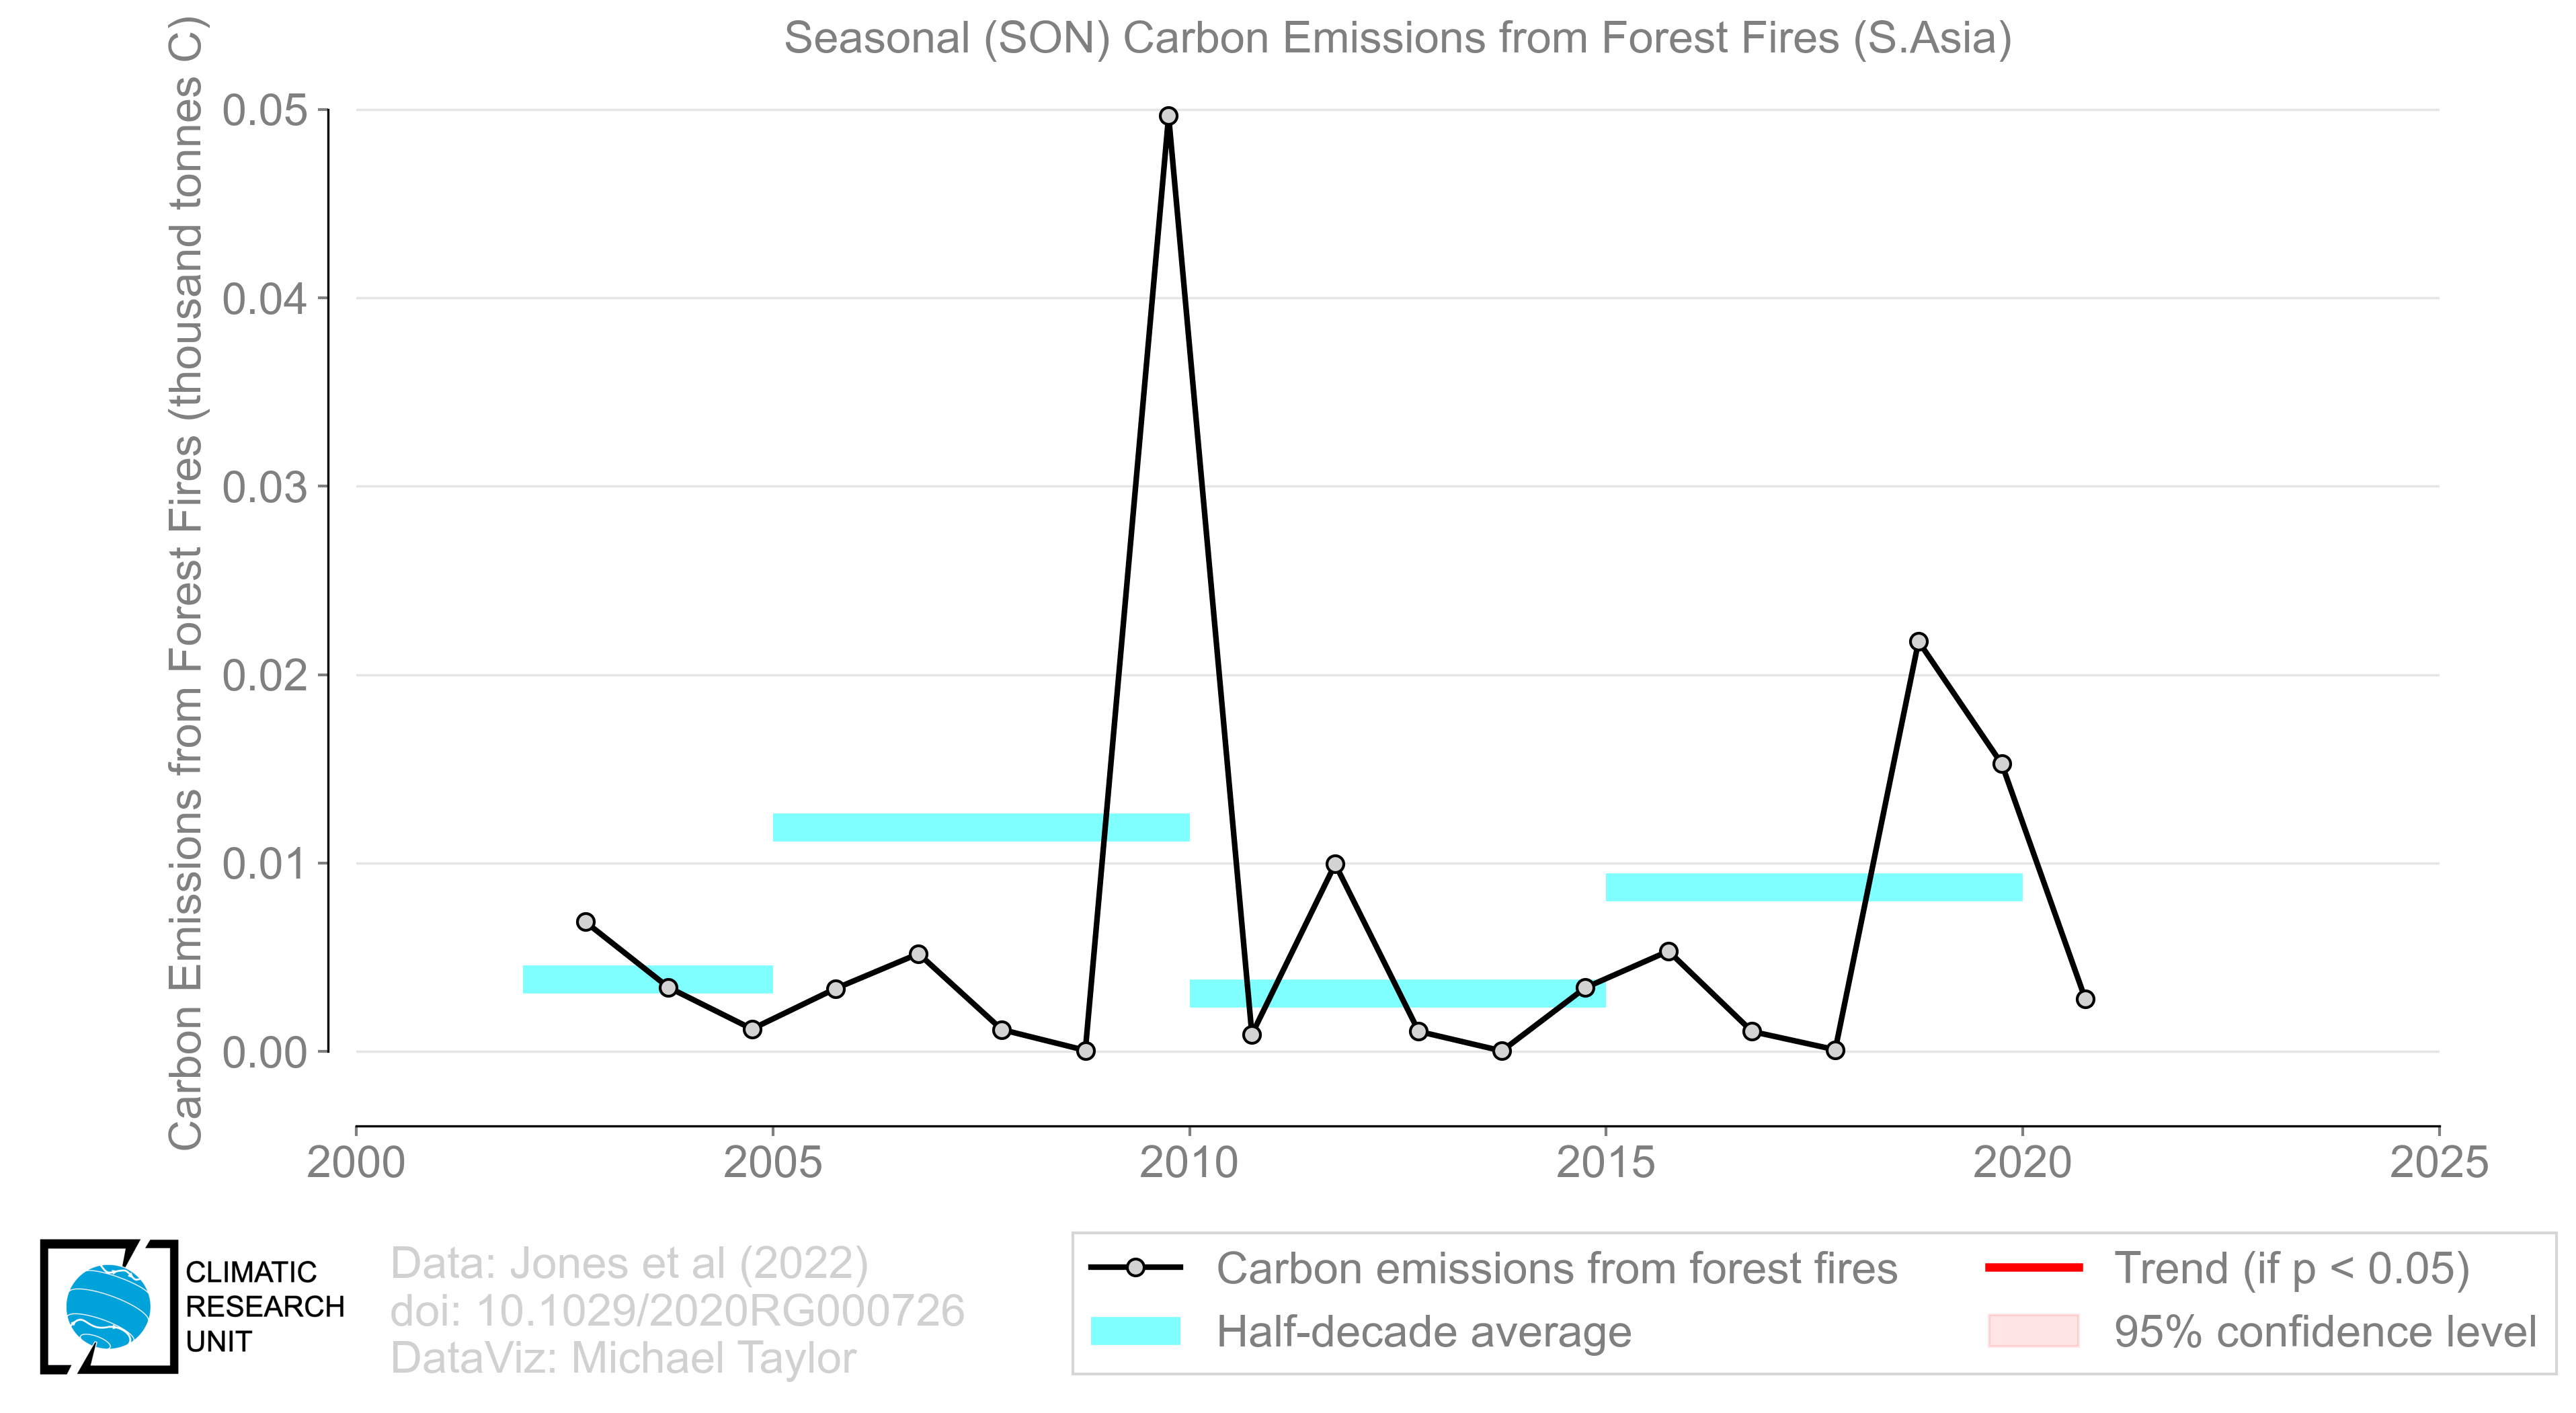 Seasonal (SON) Carbon Emissions from Forest Fires (S.Asia)
Carbon Emissions from Forest Fires (thousand tonnes C)
0.05
0.04
0.03
0.02
0.01
0.00
2000 2005 2010 2015 2020 2025
CLIMATIC
RESEARCH
UNIT
Data: Jones et al (2022)
doi: 10.1029/2020RG000726
DataViz: Michael Taylor
Carbon emissions from forest fires
Half-decade average
Trend (if p < 0.05)
95% confidence level